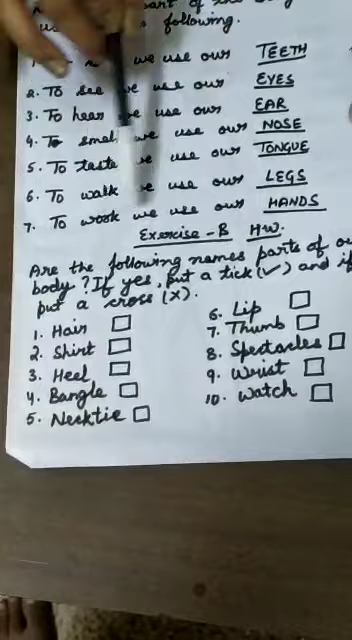 part of the
following.
we use our TEETH
2. To see we use our EYES
3. To hear we use our EAR
4. To smell we use our NOSE
5. To taste we use our TONGUE
6. To walk we use our LEGS
7. To wook we use our HANDS
Exercise-B H.W.
Are the following names parts of our
body? If yes, put a tick (✓) and if
put a cross (X).
1. Hair □
2. Shirt □
3. Heel □
4. Bangle □
5. Necktie □
6. Lip □
7. Thumb □
8. Spectacles □
9. Wrist □
10. Watch □